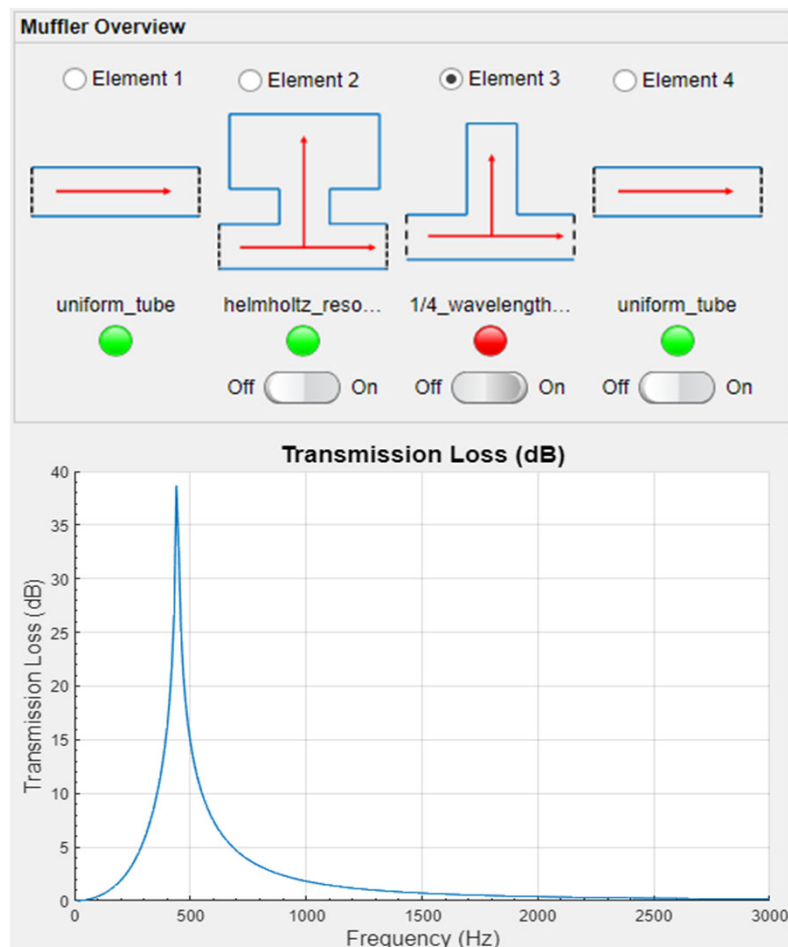 Muffler Overview
Element 1 Element 2 Element 3 Element 4
uniform_tube helmholtz_reso... 1/4_wavelength... uniform_tube
Off On Off On Off On
Transmission Loss (dB)
Transmission Loss (dB)
40
35
30
25
20
15
10
5
0
0 500 1000 1500 2000 2500 3000
Frequency (Hz)